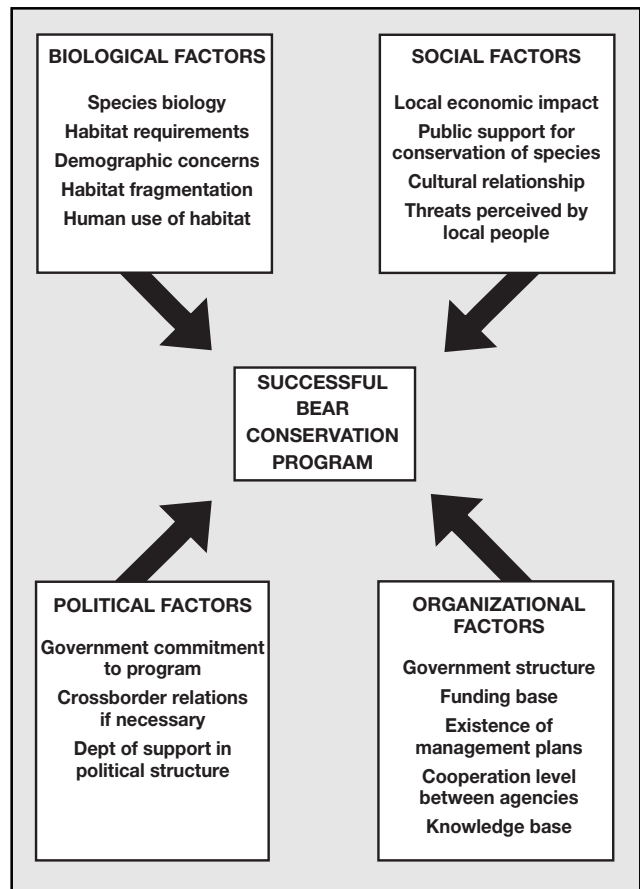 BIOLOGICAL FACTORS
Species biology
Habitat requirements
Demographic concerns
Habitat fragmentation
Human use of habitat
SOCIAL FACTORS
Local economic impact
Public support for
conservation of species
Cultural relationship
Threats perceived by
local people
SUCCESSFUL
BEAR
CONSERVATION
PROGRAM
POLITICAL FACTORS
Government commitment
to program
Crossborder relations
if necessary
Dept of support in
political structure
ORGANIZATIONAL
FACTORS
Government structure
Funding base
Existence of
management plans
Cooperation level
between agencies
Knowledge base